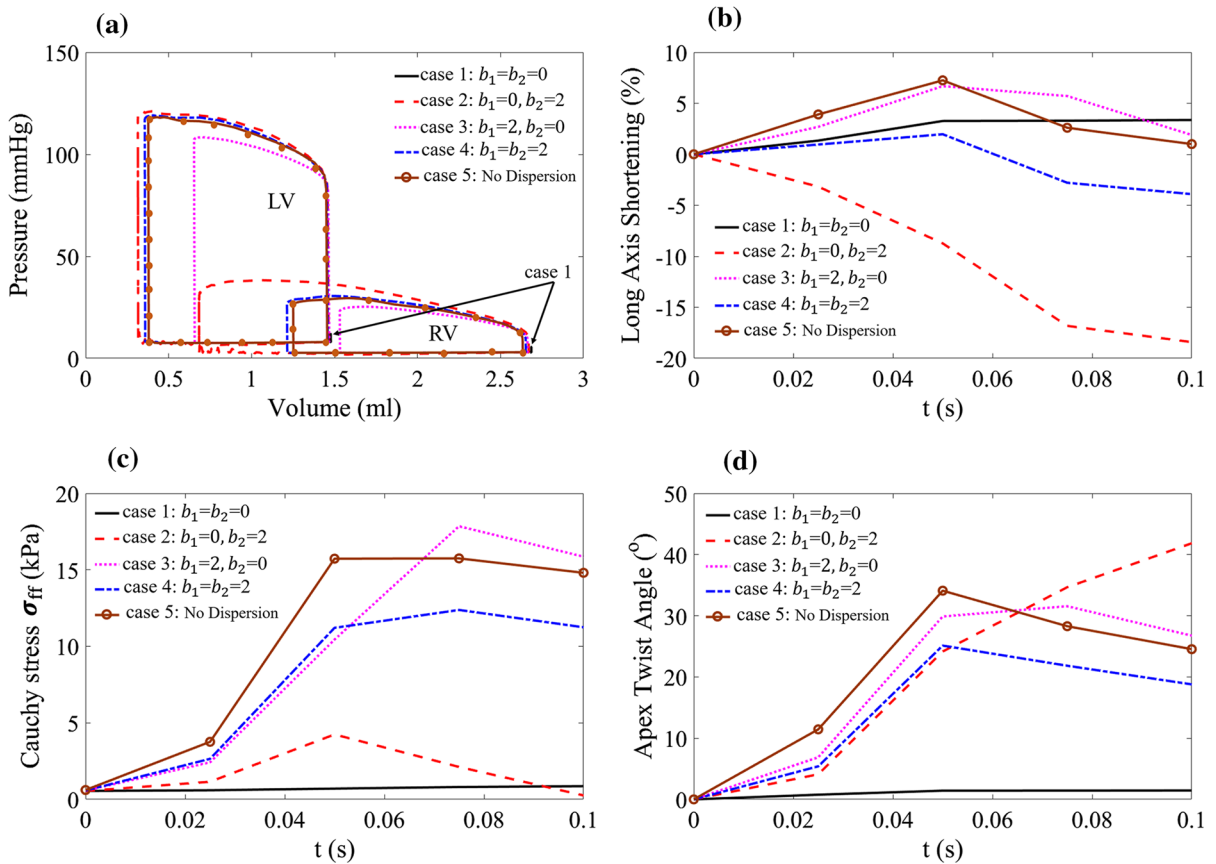 (a)
Pressure (mmHg)
150
100
50
0
case 1: b₁=b₂=0
case 2: b₁=0, b₂=2
case 3: b₁=2, b₂=0
case 4: b₁=b₂=2
case 5: No Dispersion
LV
case 1
RV
0 0.5 1 1.5 2 2.5 3
Volume (ml)
(b)
Long Axis Shortening (%)
10
5
0
-5
-10
-15
-20
case 1: b₁=b₂=0
case 2: b₁=0, b₂=2
case 3: b₁=2, b₂=0
case 4: b₁=b₂=2
case 5: No Dispersion
0 0.02 0.04 0.06 0.08 0.1
t (s)
(c)
Cauchy stress σff (kPa)
20
15
10
5
0
case 1: b₁=b₂=0
case 2: b₁=0, b₂=2
case 3: b₁=2, b₂=0
case 4: b₁=b₂=2
case 5: No Dispersion
0 0.02 0.04 0.06 0.08 0.1
t (s)
(d)
Apex Twist Angle (°)
50
40
30
20
10
0
case 1: b₁=b₂=0
case 2: b₁=0, b₂=2
case 3: b₁=2, b₂=0
case 4: b₁=b₂=2
case 5: No Dispersion
0 0.02 0.04 0.06 0.08 0.1
t (s)